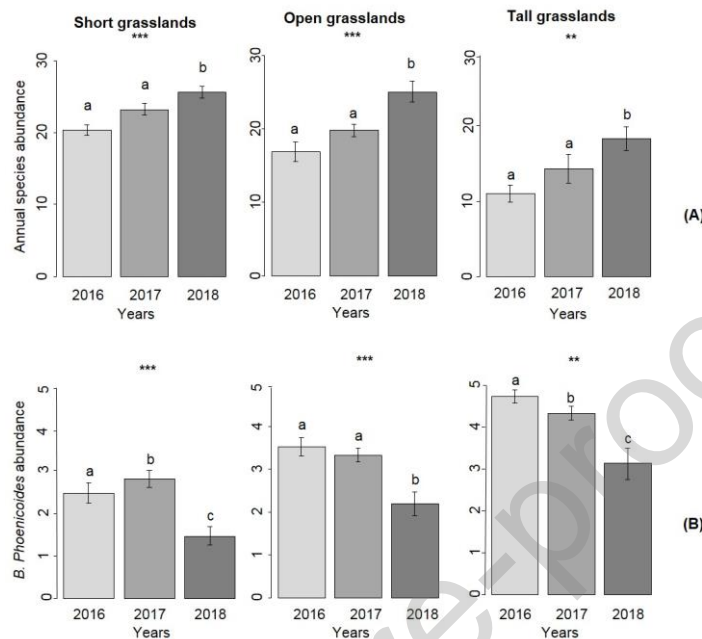 Short grasslands
Open grasslands
Tall grasslands
***
***
**
Annual species abundance
30
20
10
0
a
a
b
2016
2017
2018
Years
30
20
10
0
a
a
b
2016
2017
2018
Years
30
20
10
0
a
a
b
2016
2017
2018
Years
(A)
***
***
**
B. Phoenicoides abundance
5
4
3
2
1
0
a
b
c
2016
2017
2018
Years
5
4
3
2
1
0
a
a
b
2016
2017
2018
Years
5
4
3
2
1
0
a
b
c
2016
2017
2018
Years
(B)
re-proo